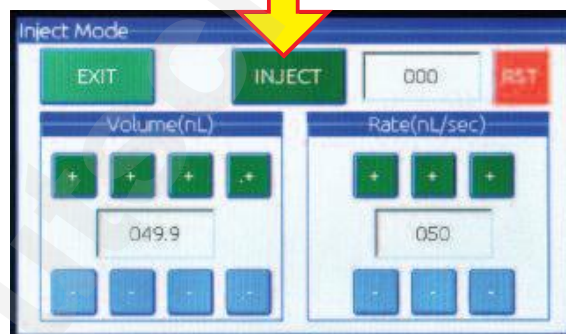 Inject Mode
EXIT
INJECT
000
RST
Volume(nL)
Rate(nL/sec)
+ + + .+
+ + +
049.9
050
- - - .-
- - -